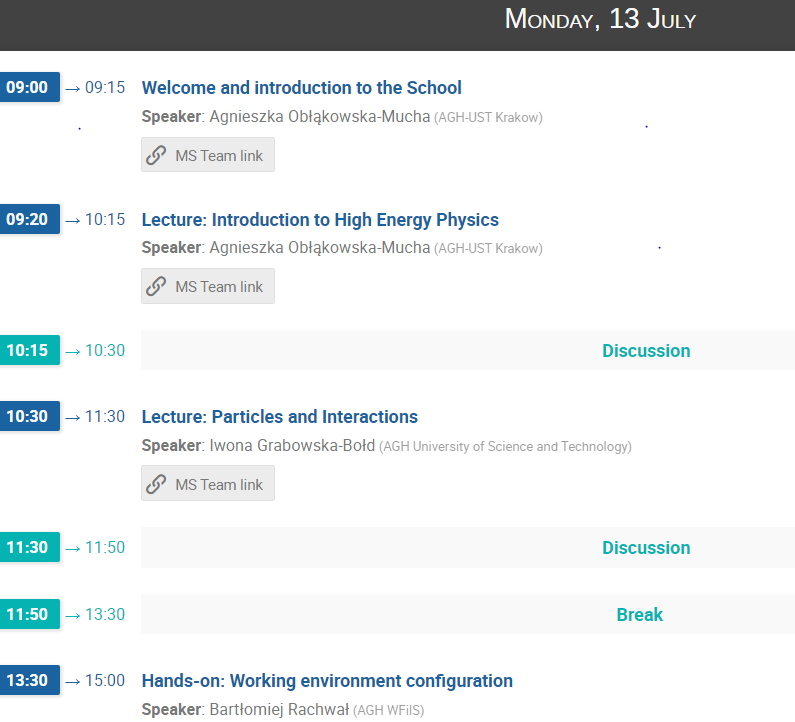 Monday, 13 July
09:00 → 09:15 Welcome and introduction to the School
Speaker: Agnieszka Obłąkowska-Mucha (AGH-UST Krakow)
MS Team link
09:20 → 10:15 Lecture: Introduction to High Energy Physics
Speaker: Agnieszka Obłąkowska-Mucha (AGH-UST Krakow)
MS Team link
10:15 → 10:30 Discussion
10:30 → 11:30 Lecture: Particles and Interactions
Speaker: Iwona Grabowska-Bołd (AGH University of Science and Technology)
MS Team link
11:30 → 11:50 Discussion
11:50 → 13:30 Break
13:30 → 15:00 Hands-on: Working environment configuration
Speaker: Bartłomiej Rachwał (AGH WFiIS)